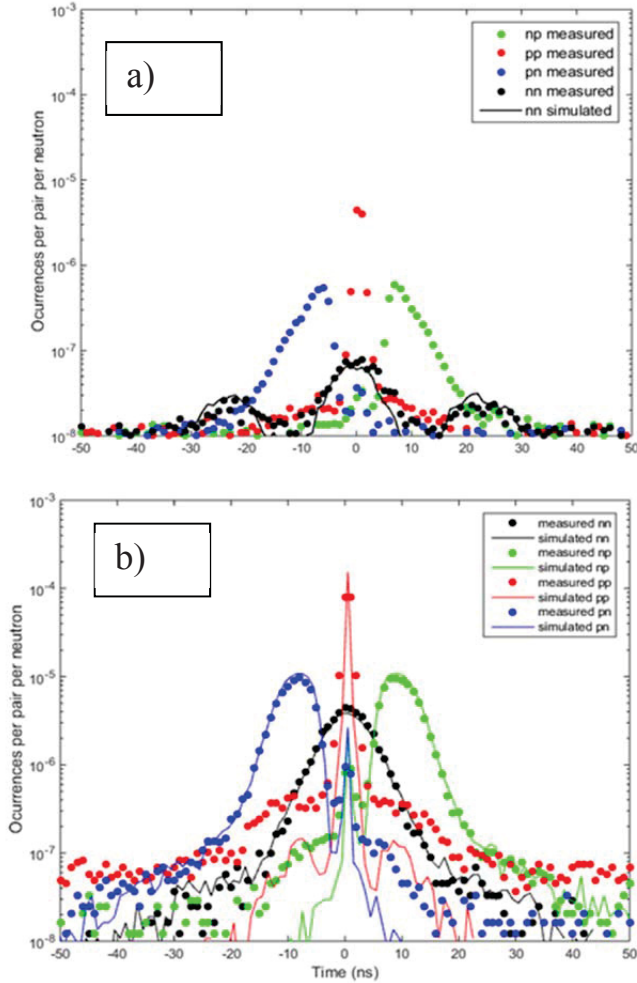 10^-3
10^-4
10^-5
10^-6
10^-7
10^-8
Ocurrences per pair per neutron
a)
np measured
pp measured
pn measured
nn measured
nn simulated
-50 -40 -30 -20 -10 0 10 20 30 40 50
10^-3
10^-4
10^-5
10^-6
10^-7
10^-8
Ocurrences per pair per neutron
b)
measured nn
simulated nn
measured np
simulated np
measured pp
simulated pp
measured pn
simulated pn
-50 -40 -30 -20 -10 0 10 20 30 40 50
Time (ns)